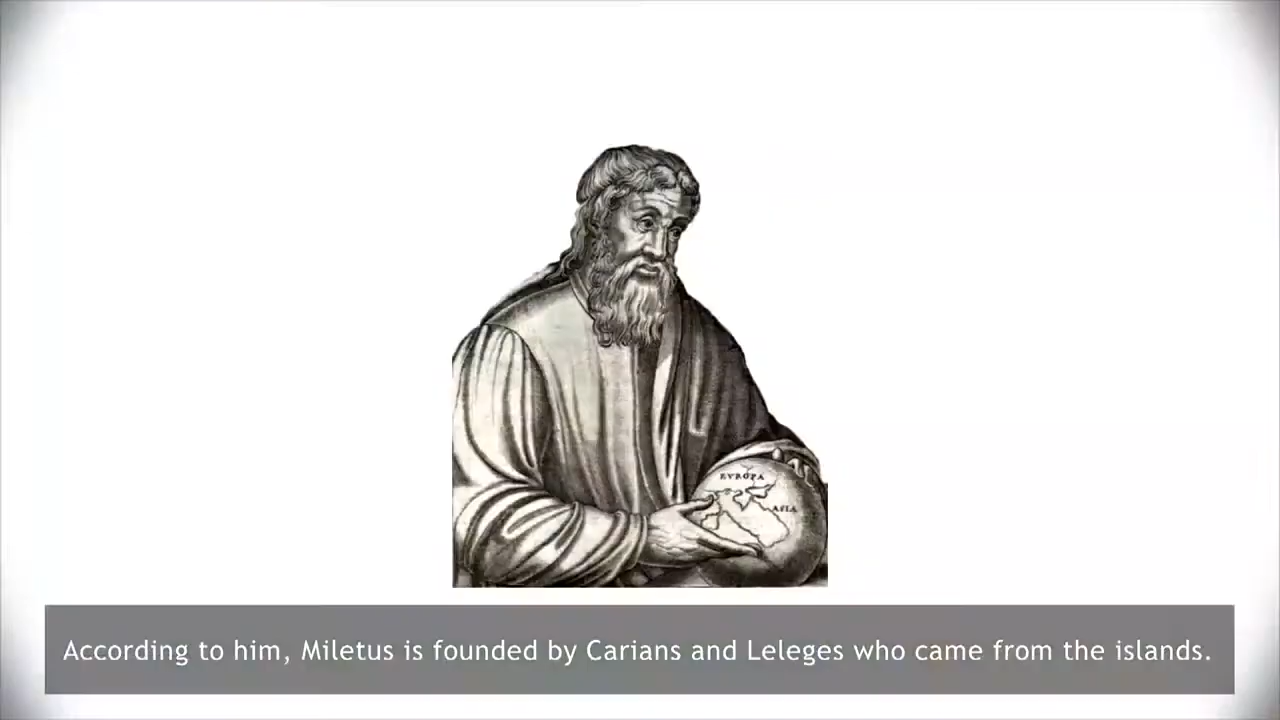 EVROPA
ASIA
According to him, Miletus is founded by Carians and Leleges who came from the islands.